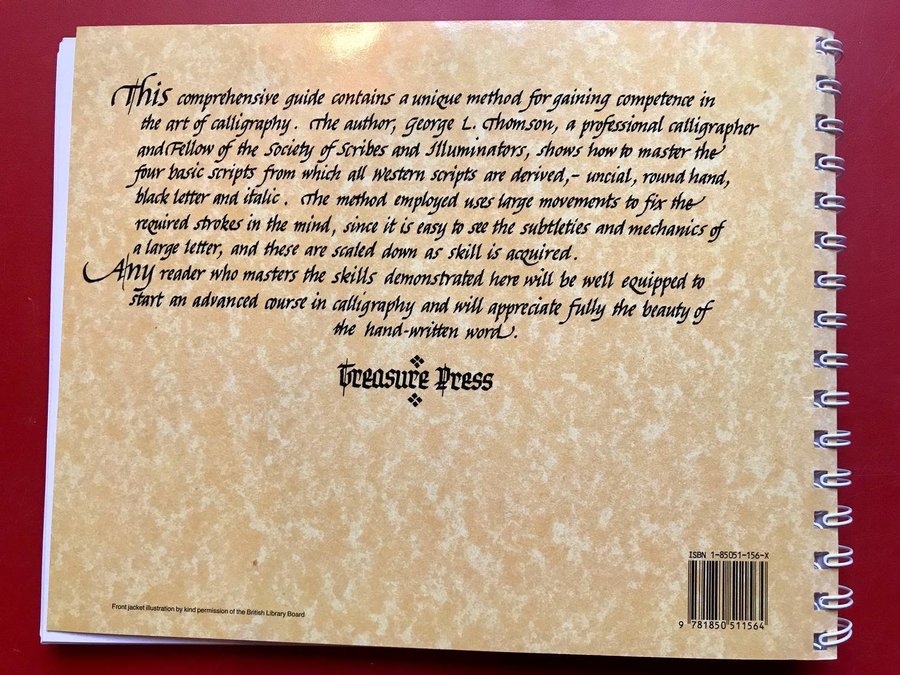 This comprehensive guide contains a unique method for gaining competence in
the art of calligraphy. The author, George L. Thomson, a professional calligrapher
and Fellow of the Society of Scribes and Illuminators, shows how to master the
four basic scripts from which all Western scripts are derived,- uncial, round hand,
black letter and italic. The method employed uses large movements to fix the
required strokes in the mind, since it is easy to see the subtleties and mechanics of
a large letter, and these are scaled down as skill is acquired.
Any reader who masters the skills demonstrated here will be well equipped to
start an advanced course in calligraphy and will appreciate fully the beauty of
the hand-written word.
Treasure Press
ISBN 1-85051-156-X
9 781850 511564
Front jacket illustration by kind permission of the British Library Board